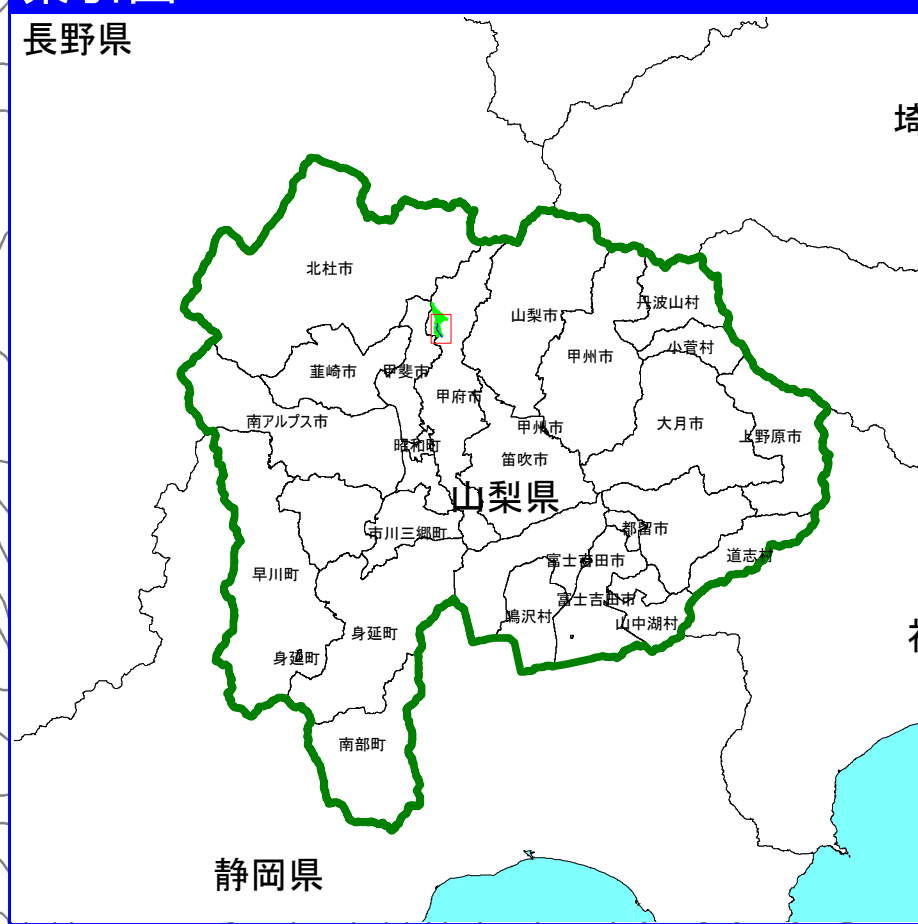 長野県
北杜市
丹波山村
山梨市
小菅村
甲州市
韮崎市
甲斐市
甲府市
南アルプス市
甲州市
大月市
上野原市
昭和町
笛吹市
山梨県
市川三郷町
都留市
道志村
富士吉田市
早川町
富士吉田市
鳴沢村
山中湖村
身延町
身延町
南部町
静岡県